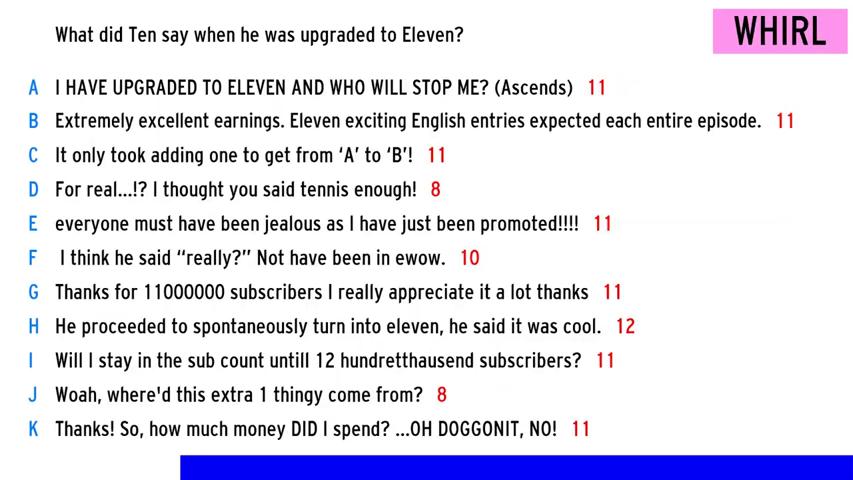 What did Ten say when he was upgraded to Eleven?
WHIRL
A I HAVE UPGRADED TO ELEVEN AND WHO WILL STOP ME? (Ascends) 11
B Extremely excellent earnings. Eleven exciting English entries expected each entire episode. 11
C It only took adding one to get from ‘A’ to ‘B’! 11
D For real...!? I thought you said tennis enough! 8
E everyone must have been jealous as I have just been promoted!!!! 11
F I think he said “really?” Not have been in ewow. 10
G Thanks for 11000000 subscribers I really appreciate it a lot thanks 11
H He proceeded to spontaneously turn into eleven, he said it was cool. 12
I Will I stay in the sub count untill 12 hundretthausend subscribers? 11
J Woah, where'd this extra 1 thingy come from? 8
K Thanks! So, how much money DID I spend? ...OH DOGGONIT, NO! 11